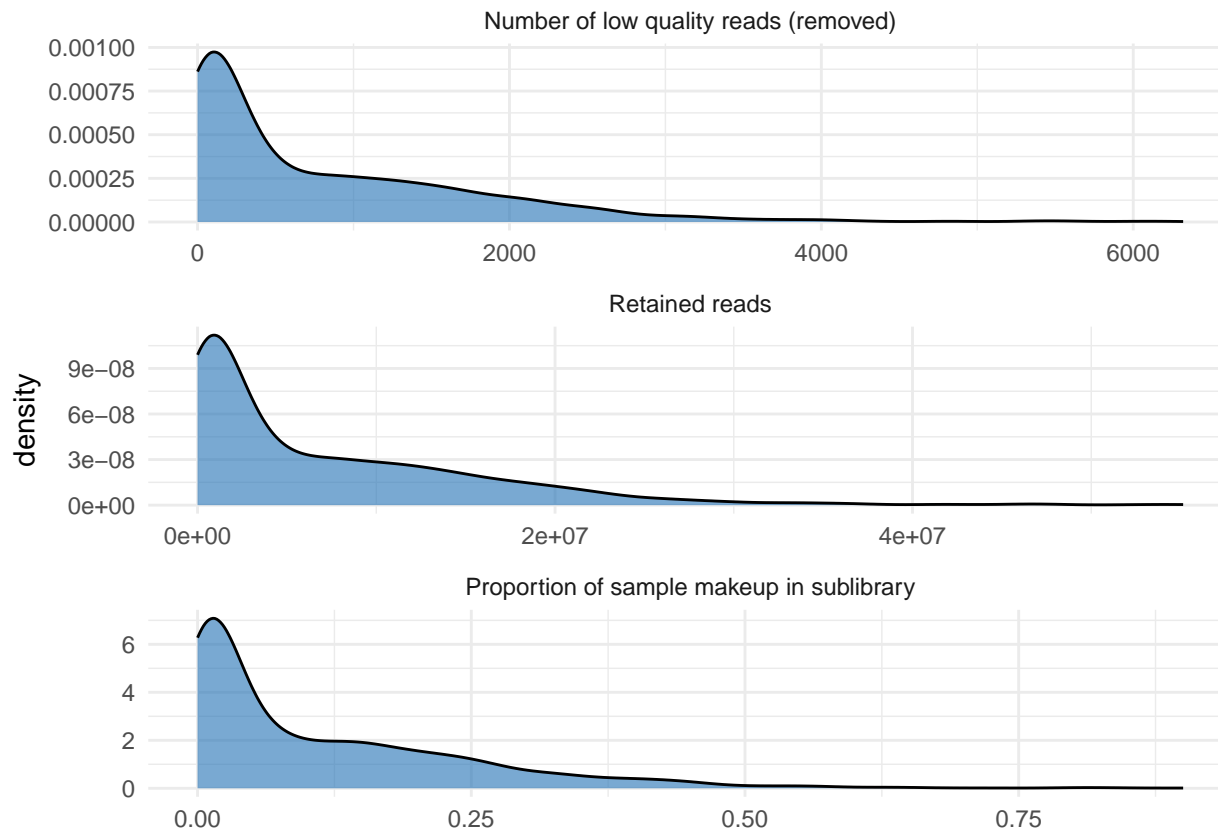 Number of low quality reads (removed)
0.00100
0.00075
0.00050
0.00025
0.00000
0 2000 4000 6000
Retained reads
density
9e−08
6e−08
3e−08
0e+00
0e+00 2e+07 4e+07
Proportion of sample makeup in sublibrary
6
4
2
0
0.00 0.25 0.50 0.75